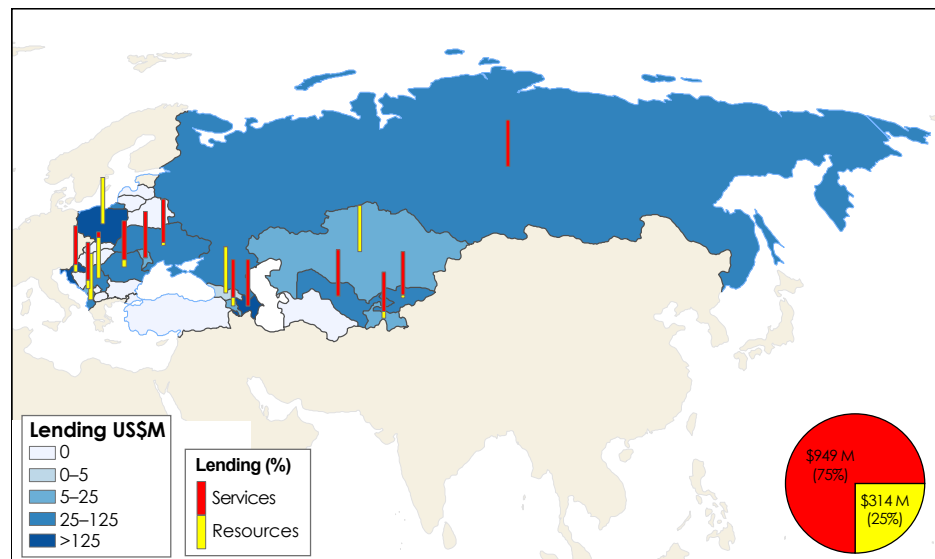 Lending US$M
0
0–5
5–25
25–125
>125
Lending (%)
Services
Resources
$949 M
(75%)
$314 M
(25%)